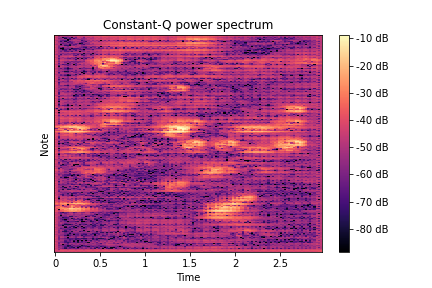 Constant-Q power spectrum
-10 dB
-20 dB
-30 dB
-40 dB
-50 dB
-60 dB
-70 dB
-80 dB
Note
0
0.5
1
1.5
2
2.5
Time